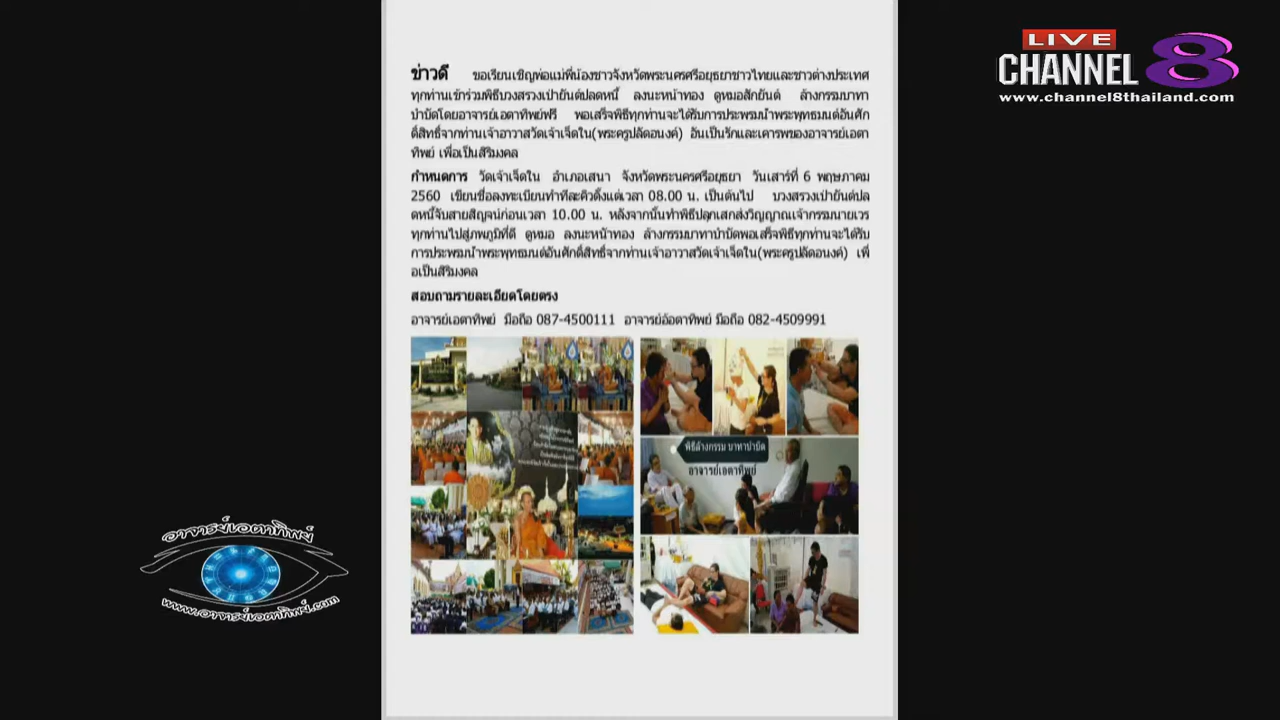 LIVE
CHANNEL 8
www.channel8thailand.com
ข่าวดี ขอเรียนเชิญพ่อแม่พี่น้องชาวจังหวัดพระนครศรีอยุธยาชาวไทยและชาวต่างประเทศ
ทุกท่านเข้าร่วมพิธีบวงสรวงเป่ายันต์ปลดหนี้ ลงนะหน้าทอง ดูหมอสักยันต์ ล้างกรรมบาทา
บำบัดโดยอาจารย์เอตาทิพย์ฟรี พอเสร็จพิธีทุกท่านจะได้รับการประพรมน้ำพระพุทธมนต์อันศัก
ดิ์สิทธิ์จากท่านเจ้าอาวาสวัดเจ้าเจ็ดใน(พระครูปลัดอนงค์) อันเป็นรักและเคารพของอาจารย์เอตา
ทิพย์ เพื่อเป็นสิริมงคล
กำหนดการ วัดเจ้าเจ็ดใน อำเภอเสนา จังหวัดพระนครศรีอยุธยา วันเสาร์ที่ 6 พฤษภาคม
2560 เขียนชื่อลงทะเบียนทำทีละคิวตั้งแต่เวลา 08.00 น. เป็นต้นไป บวงสรวงเป่ายันต์ปล
ดหนี้จับสายสิญจน์ก่อนเวลา 10.00 น. หลังจากนั้นทำพิธีปลุกเสกส่งวิญญาณเจ้ากรรมนายเวร
ทุกท่านไปสู่ภพภูมิที่ดี ดูหมอ ลงนะหน้าทอง ล้างกรรมบาทาบำบัดพอเสร็จพิธีทุกท่านจะได้รับ
การประพรมน้ำพระพุทธมนต์อันศักดิ์สิทธิ์จากท่านเจ้าอาวาสวัดเจ้าเจ็ดใน(พระครูปลัดอนงค์) เพื่
อเป็นสิริมงคล
สอบถามรายละเอียดโดยตรง
อาจารย์เอตาทิพย์ มือถือ 087-4500111 อาจารย์อ้อตาทิพย์ มือถือ 082-4509991
พิธีล้างกรรม บาทาบำบัด
อาจารย์เอตาทิพย์
อาจารย์เอตาทิพย์
www.อาจารย์เอตาทิพย์.com